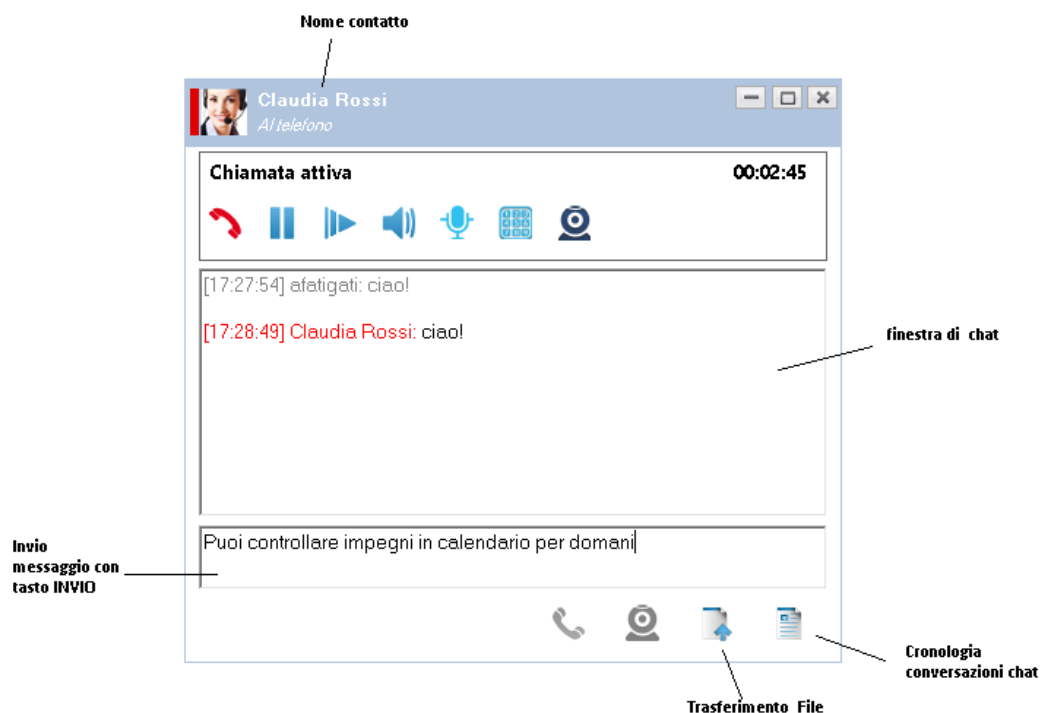 Nome contatto
Claudia Rossi
Al telefono
Chiamata attiva
00:02:45
[17:27:54] afatigati: ciao!
[17:28:49] Claudia Rossi: ciao!
finestra di chat
Puoi controllare impegni in calendario per domani
Invio
messaggio con
tasto INVIO
Cronologia
conversazioni chat
Trasferimento File